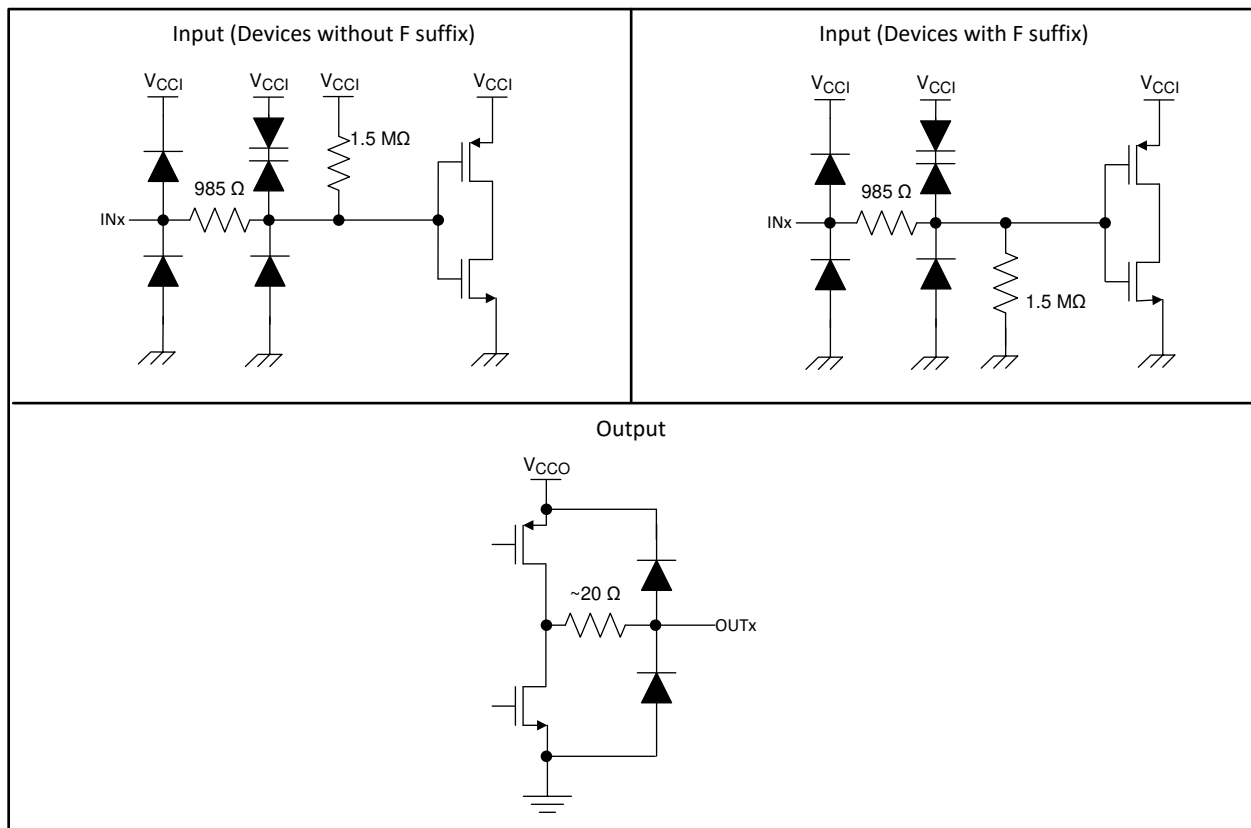 Input (Devices without F suffix)
VCCI VCCI VCCI VCCI
1.5 MΩ
985 Ω
INx
Input (Devices with F suffix)
VCCI VCCI VCCI
985 Ω
INx
1.5 MΩ
Output
VCCO
~20 Ω
OUTx